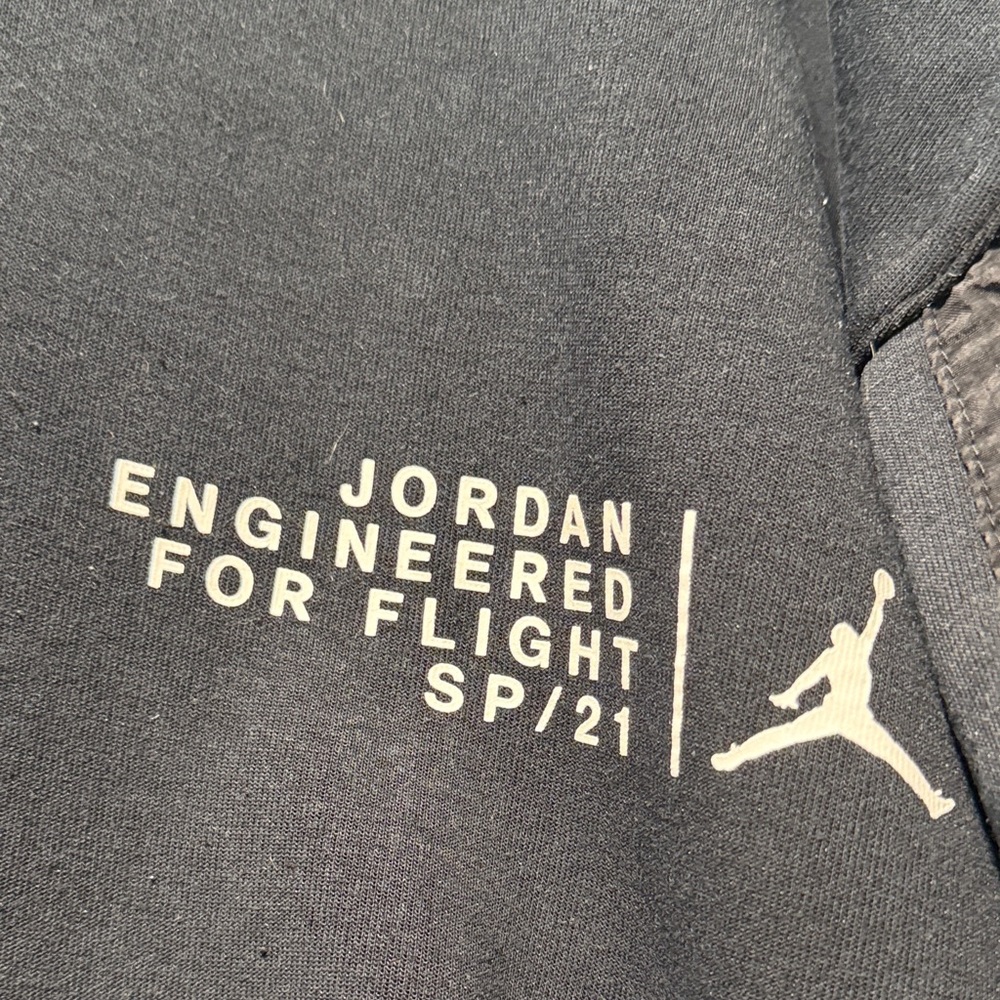 JORDAN
ENGINEERED
FOR FLIGHT
SP/21